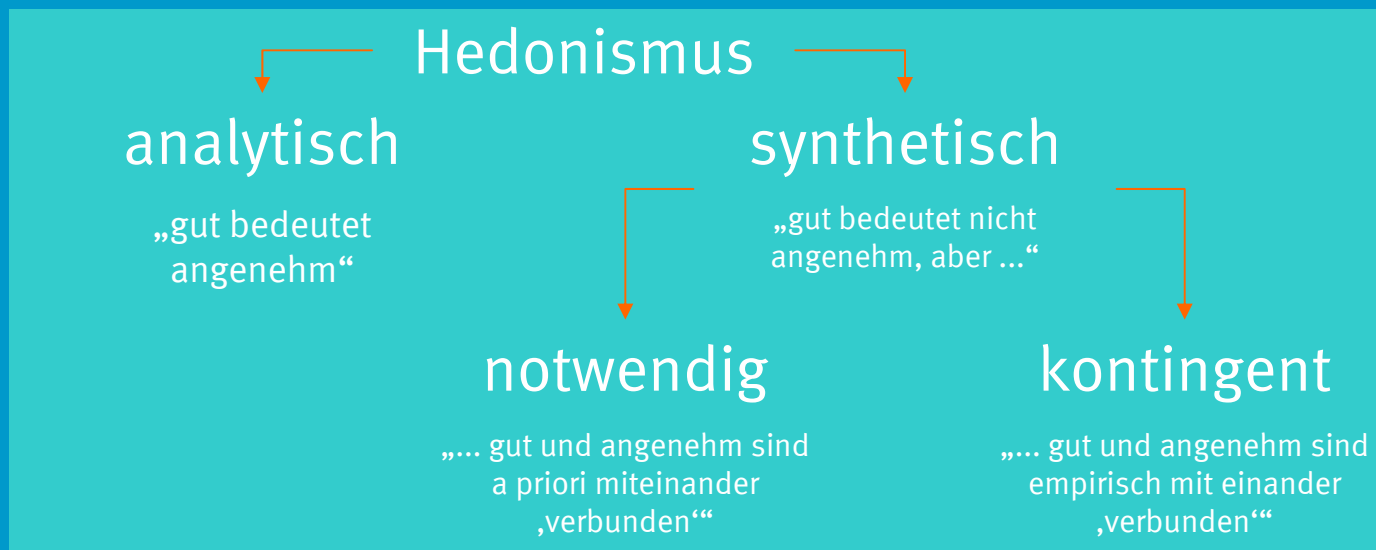 Hedonismus
analytisch
„gut bedeutet
angenehm“
synthetisch
„gut bedeutet nicht
angenehm, aber ...“
notwendig
„... gut und angenehm sind
a priori miteinander
‚verbunden‘“
kontingent
„... gut und angenehm sind
empirisch mit einander
‚verbunden‘“